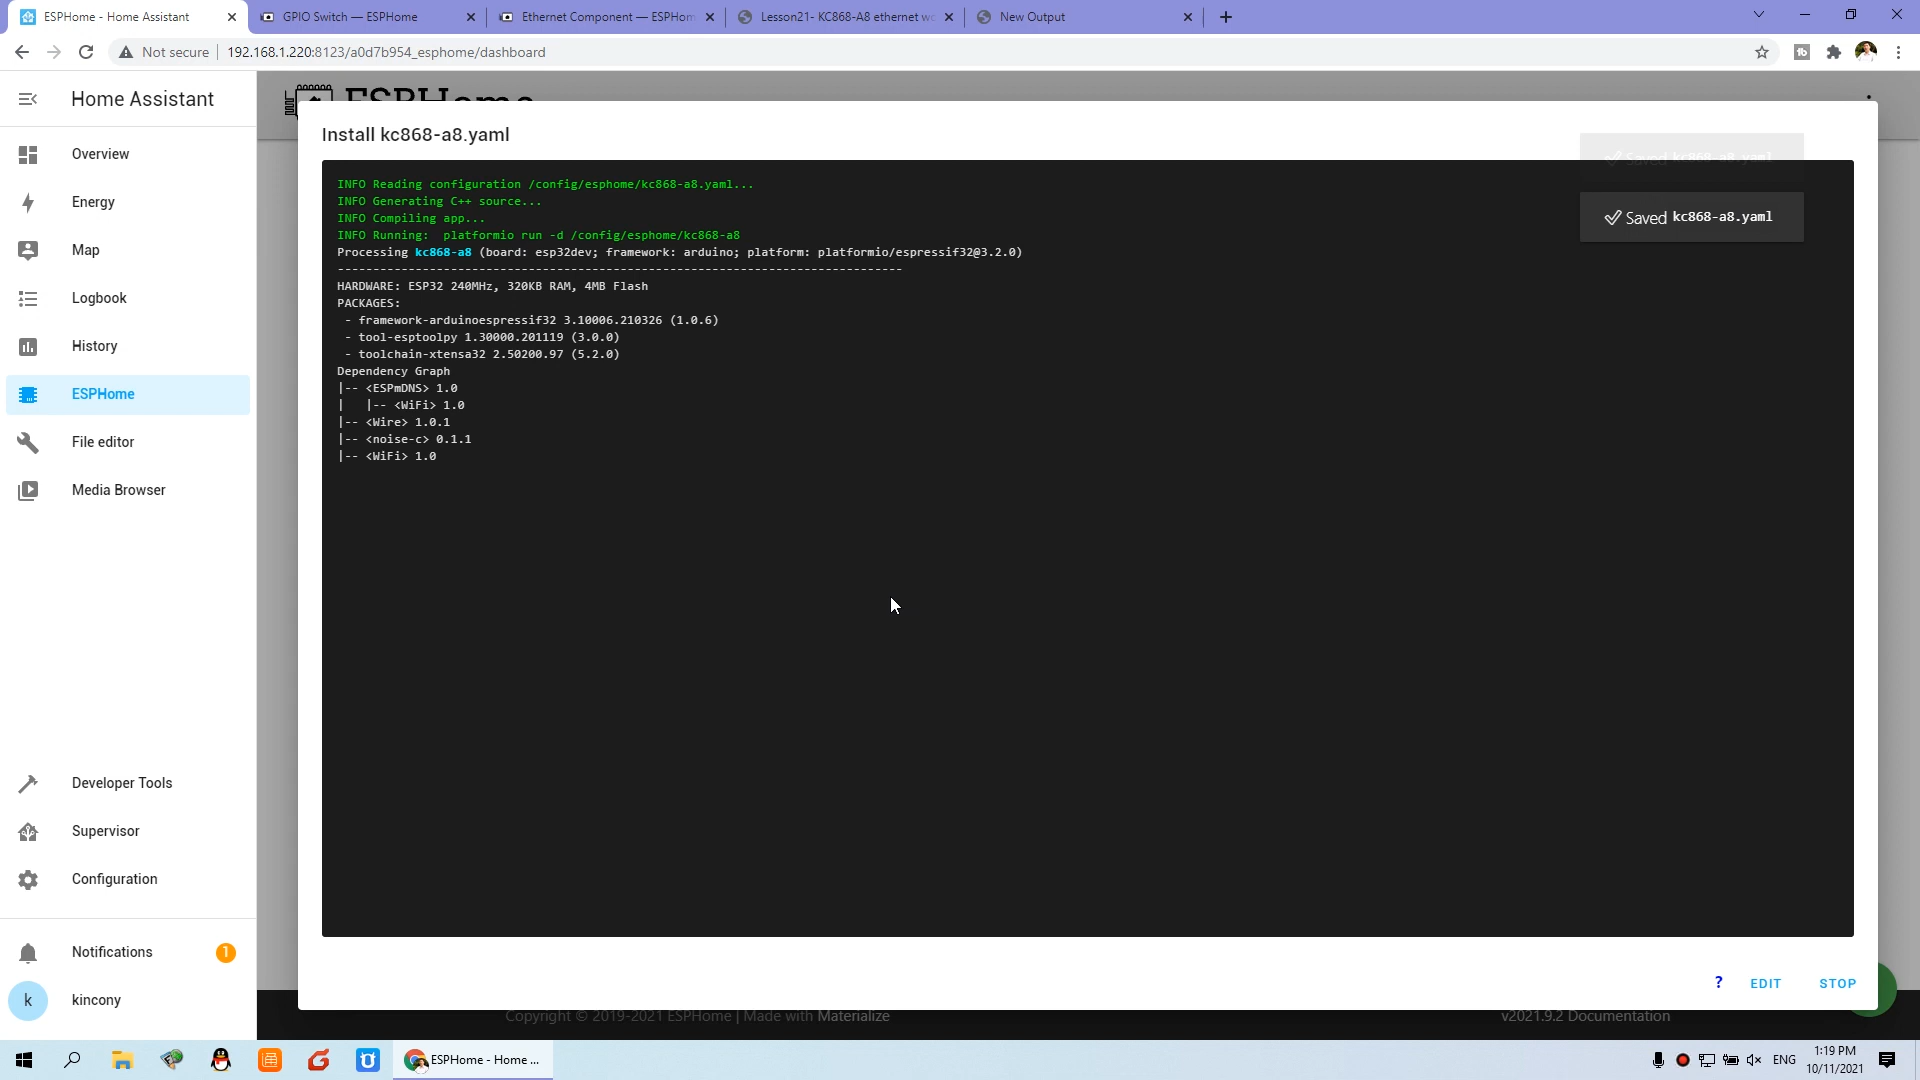 ESPHome - Home Assistant
GPIO Switch — ESPHome
Ethernet Component — ESPHom
Lesson21- KC868-A8 ethernet wo
New Output
Not secure
192.168.1.220:8123/a0d7b954_esphome/dashboard
Home Assistant
ESPHome
Overview
Energy
Map
Logbook
History
ESPHome
File editor
Media Browser
Developer Tools
Supervisor
Configuration
Notifications
1
k
kincony
Install kc868-a8.yaml
Saved kc868-a8.yaml
Saved kc868-a8.yaml
INFO Reading configuration /config/esphome/kc868-a8.yaml...
INFO Generating C++ source...
INFO Compiling app...
INFO Running:  platformio run -d /config/esphome/kc868-a8
Processing kc868-a8 (board: esp32dev; framework: arduino; platform: platformio/espressif32@3.2.0)
--------------------------------------------------------------------------------
HARDWARE: ESP32 240MHz, 320KB RAM, 4MB Flash
PACKAGES:
 - framework-arduinoespressif32 3.10006.210326 (1.0.6)
 - tool-esptoolpy 1.30000.201119 (3.0.0)
 - toolchain-xtensa32 2.50200.97 (5.2.0)
Dependency Graph
|-- <ESPmDNS> 1.0
|   |-- <WiFi> 1.0
|-- <Wire> 1.0.1
|-- <noise-c> 0.1.1
|-- <WiFi> 1.0
?
EDIT
STOP
Copyright © 2019-2021 ESPHome | Made with Materialize
v2021.9.2 Documentation
ESPHome - Home ...
ENG
1:19 PM
10/11/2021